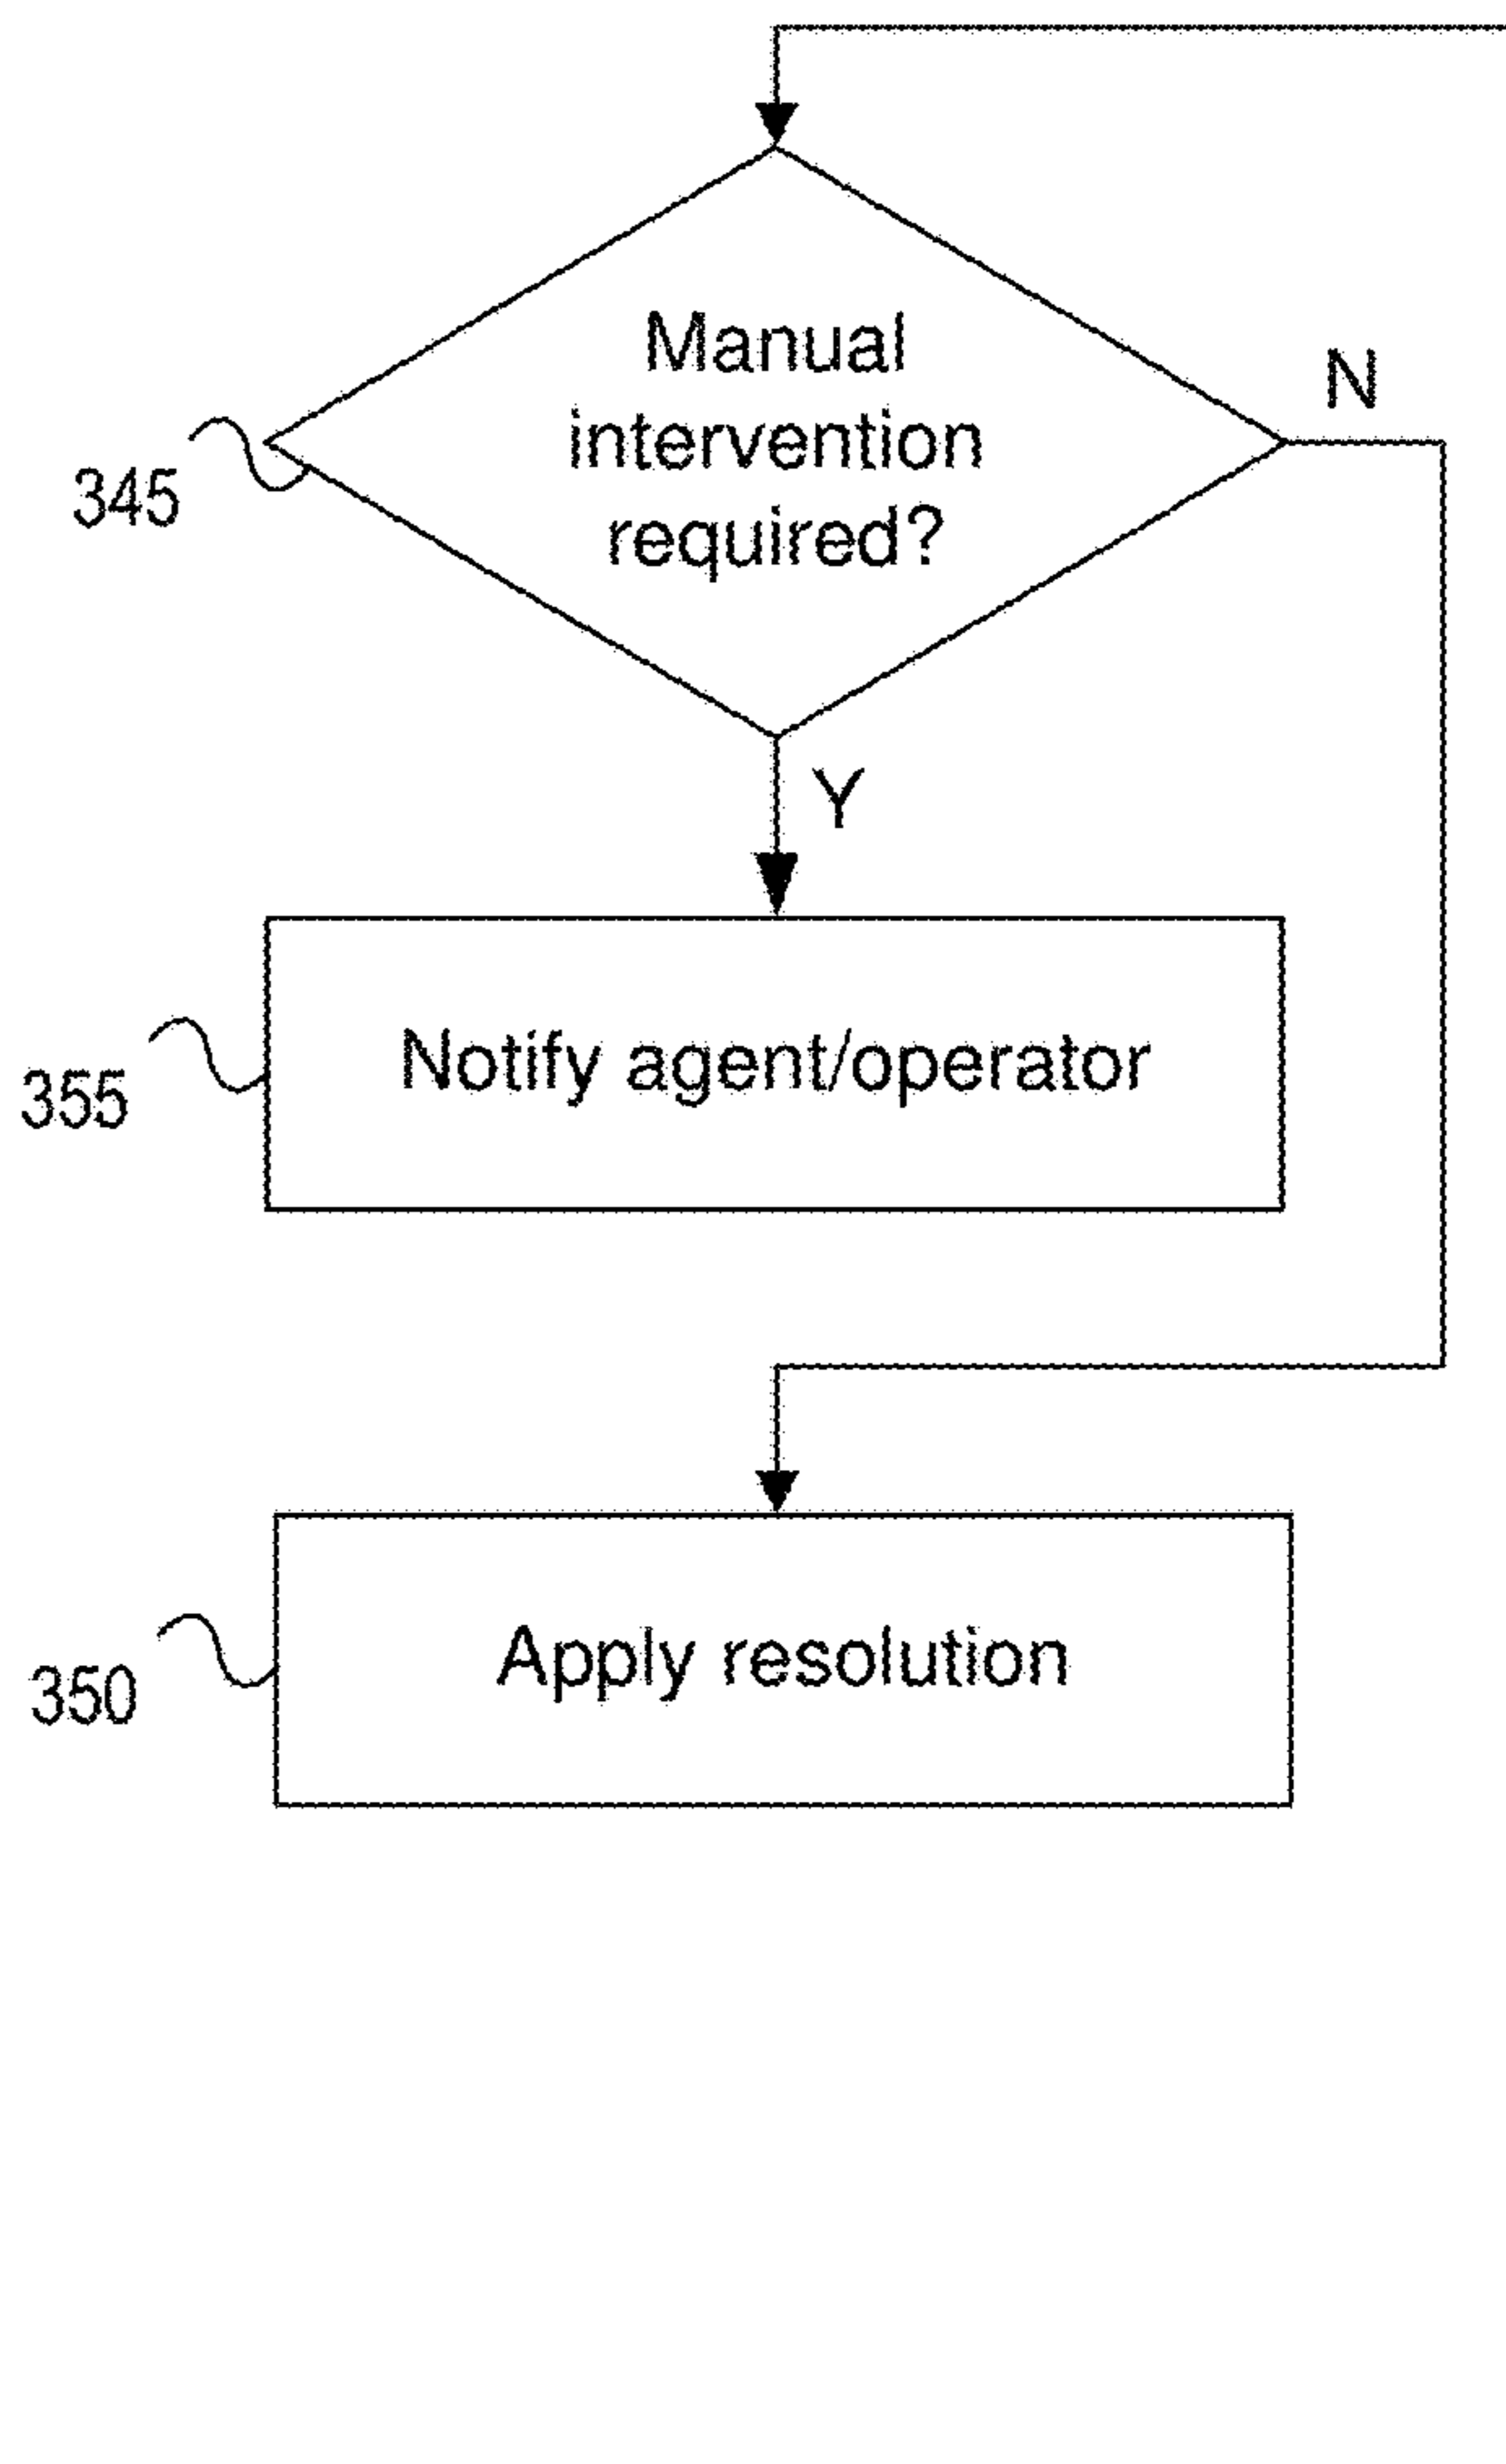 Manual
intervention
required?
N
345
Y
Notify agent/operator
355
Apply resolution
350